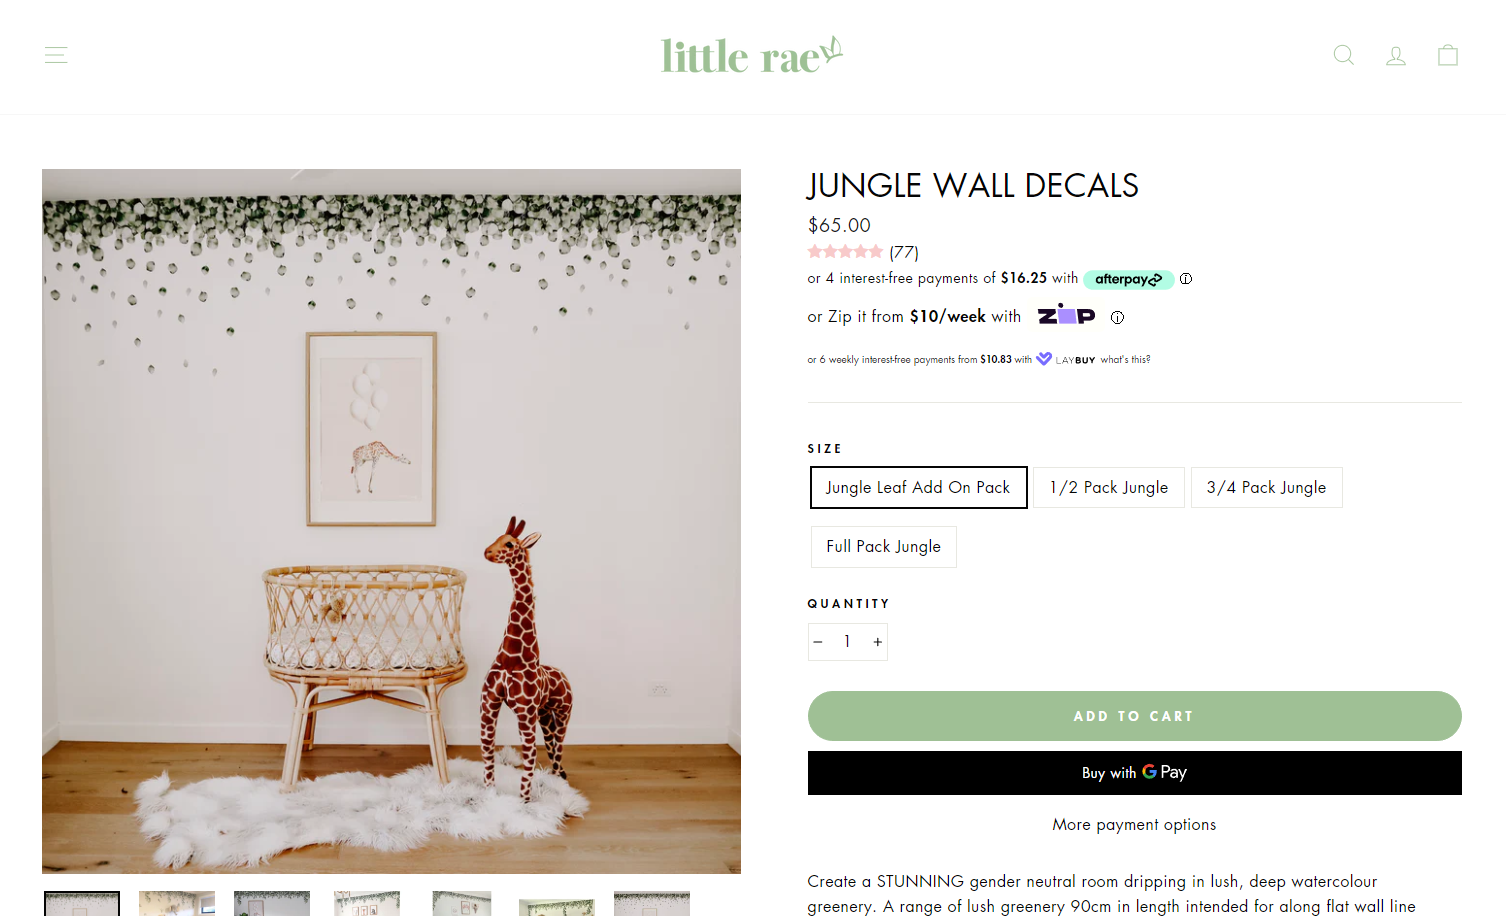 little rae
JUNGLE WALL DECALS
$65.00
(77)
or 4 interest-free payments of $16.25 with afterpay
or Zip it from $10/week with ZIP
or 6 weekly interest-free payments from $10.83 with LAYBUY what's this?
SIZE
Jungle Leaf Add On Pack
1/2 Pack Jungle
3/4 Pack Jungle
Full Pack Jungle
QUANTITY
− 1 +
ADD TO CART
Buy with G Pay
More payment options
Create a STUNNING gender neutral room dripping in lush, deep watercolour
greenery. A range of lush greenery 90cm in length intended for along flat wall line